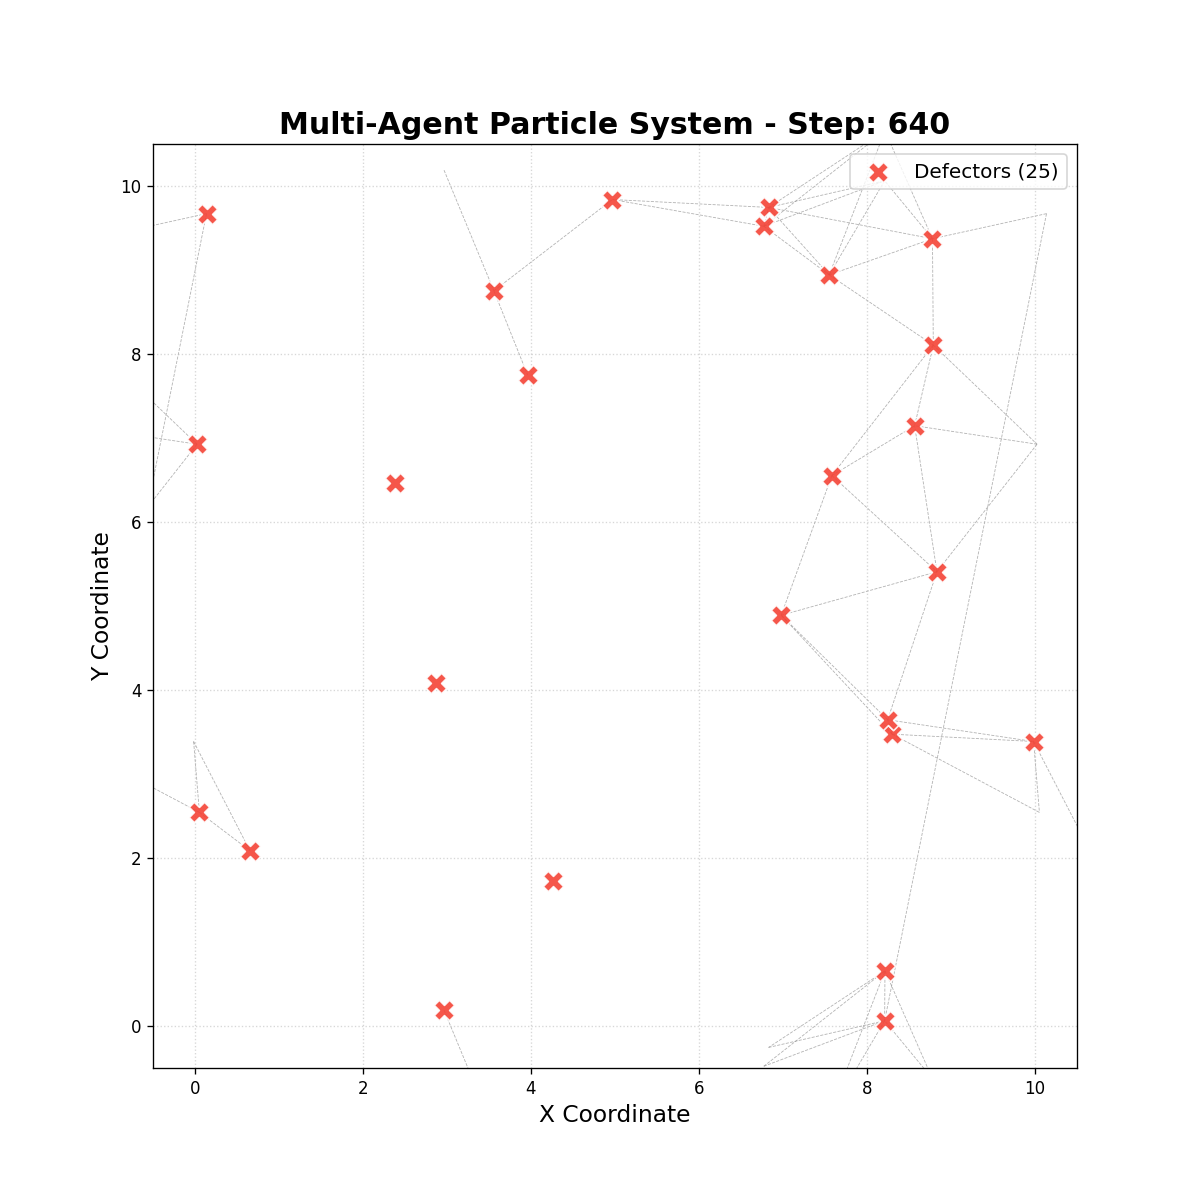 Multi-Agent Particle System - Step: 640
Defectors (25)
10
8
6
4
2
0
Y Coordinate
0 2 4 6 8 10
X Coordinate